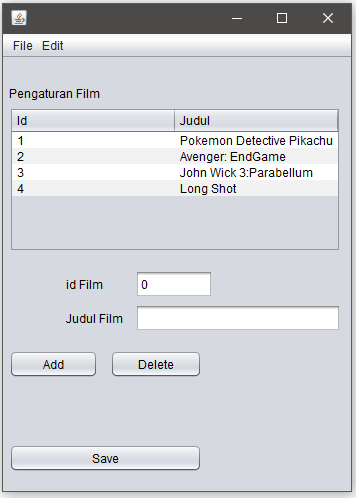 File Edit
Pengaturan Film
Id Judul
1 Pokemon Detective Pikachu
2 Avenger: EndGame
3 John Wick 3:Parabellum
4 Long Shot
id Film 0
Judul Film
Add Delete
Save